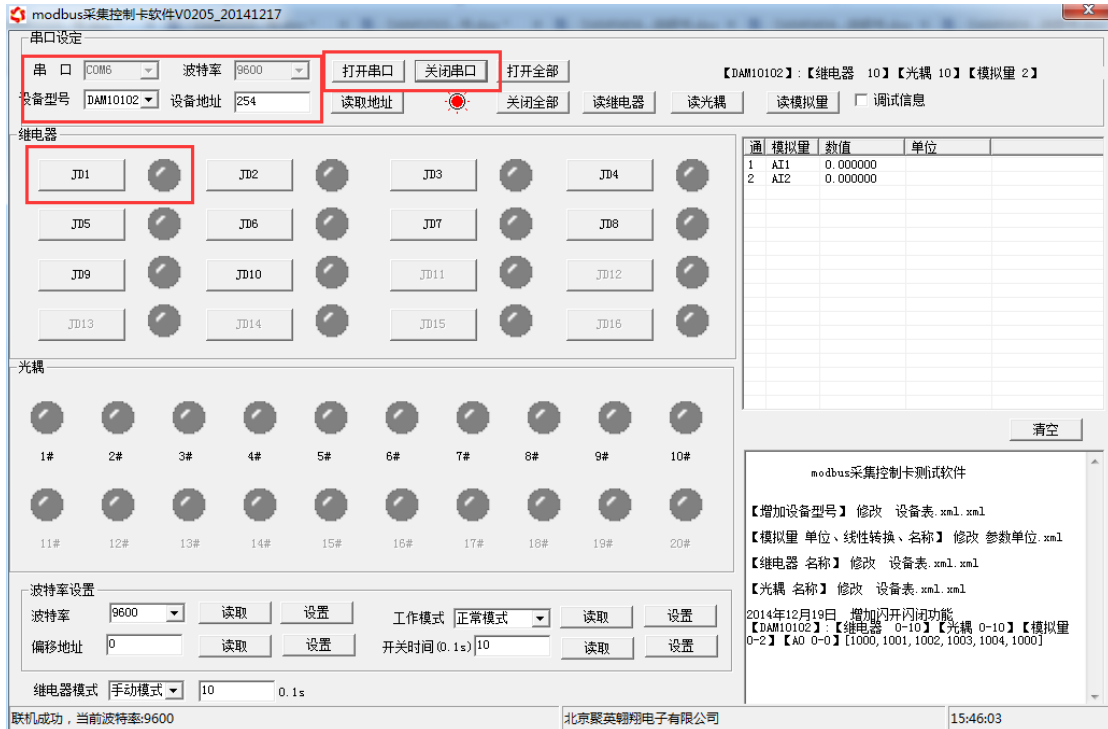 modbus采集控制卡软件V0205_20141217
串口设定
串 口 COM6 波特率 9600 打开串口 关闭串口 打开全部 【DAM10102】:【继电器 10】【光耦 10】【模拟量 2】
设备型号 DAM10102 设备地址 254 读取地址 关闭全部 读继电器 读光耦 读模拟量 调试信息
继电器
JD1 JD2 JD3 JD4
JD5 JD6 JD7 JD8
JD9 JD10 JD11 JD12
JD13 JD14 JD15 JD16
通 模拟量 数值 单位
1 AI1 0.000000
2 AI2 0.000000
光耦
1# 2# 3# 4# 5# 6# 7# 8# 9# 10#
11# 12# 13# 14# 15# 16# 17# 18# 19# 20#
清空
modbus采集控制卡测试软件
【增加设备型号】 修改 设备表.xml.xml
【模拟量 单位、线性转换、名称】 修改 参数单位.xml
【继电器 名称】 修改 设备表.xml.xml
【光耦 名称】 修改 设备表.xml.xml
2014年12月19日 增加闪开闪闭功能
【DAM10102】:【继电器 0-10】【光耦 0-10】【模拟量
0-2】【AO 0-0】[1000,1001,1002,1003,1004,1000]
波特率设置
波特率 9600 读取 设置 工作模式 正常模式 读取 设置
偏移地址 0 读取 设置 开关时间(0.1s) 10 读取 设置
继电器模式 手动模式 10 0.1s
联机成功，当前波特率:9600 北京聚英翱翔电子有限公司 15:46:03